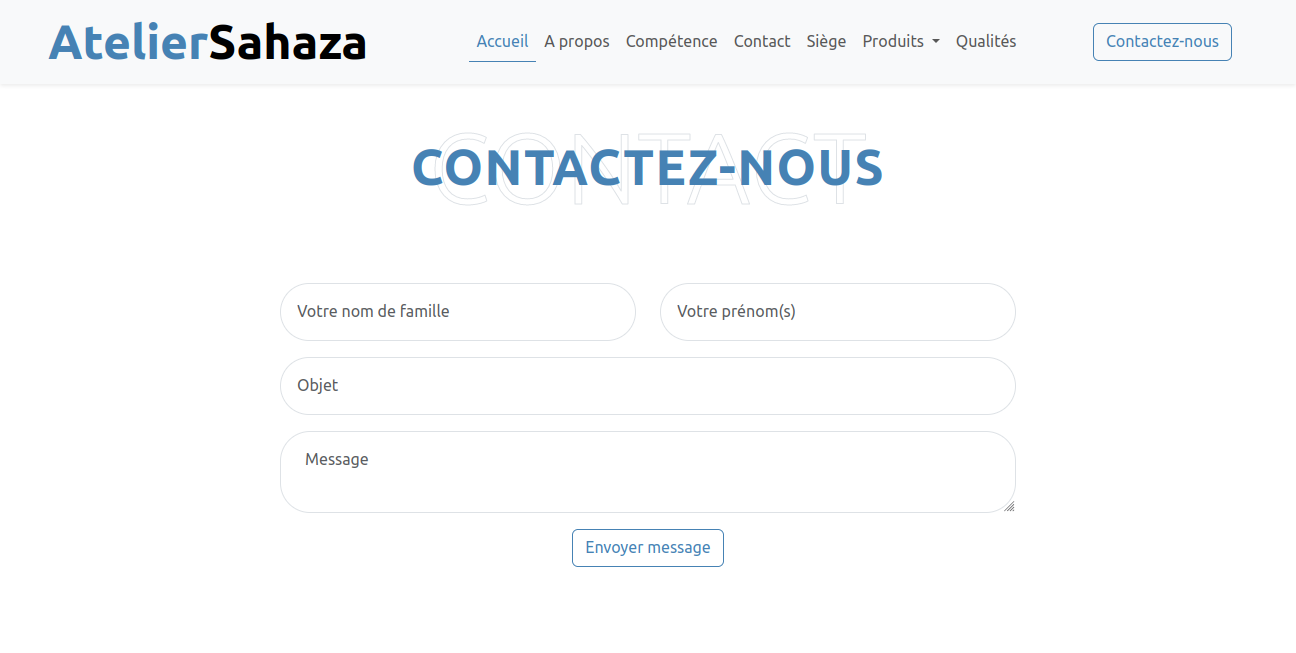 AtelierSahaza
Accueil A propos Compétence Contact Siège Produits Qualités
Contactez-nous
CONTACT
CONTACTEZ-NOUS
Votre nom de famille
Votre prénom(s)
Objet
Message
Envoyer message